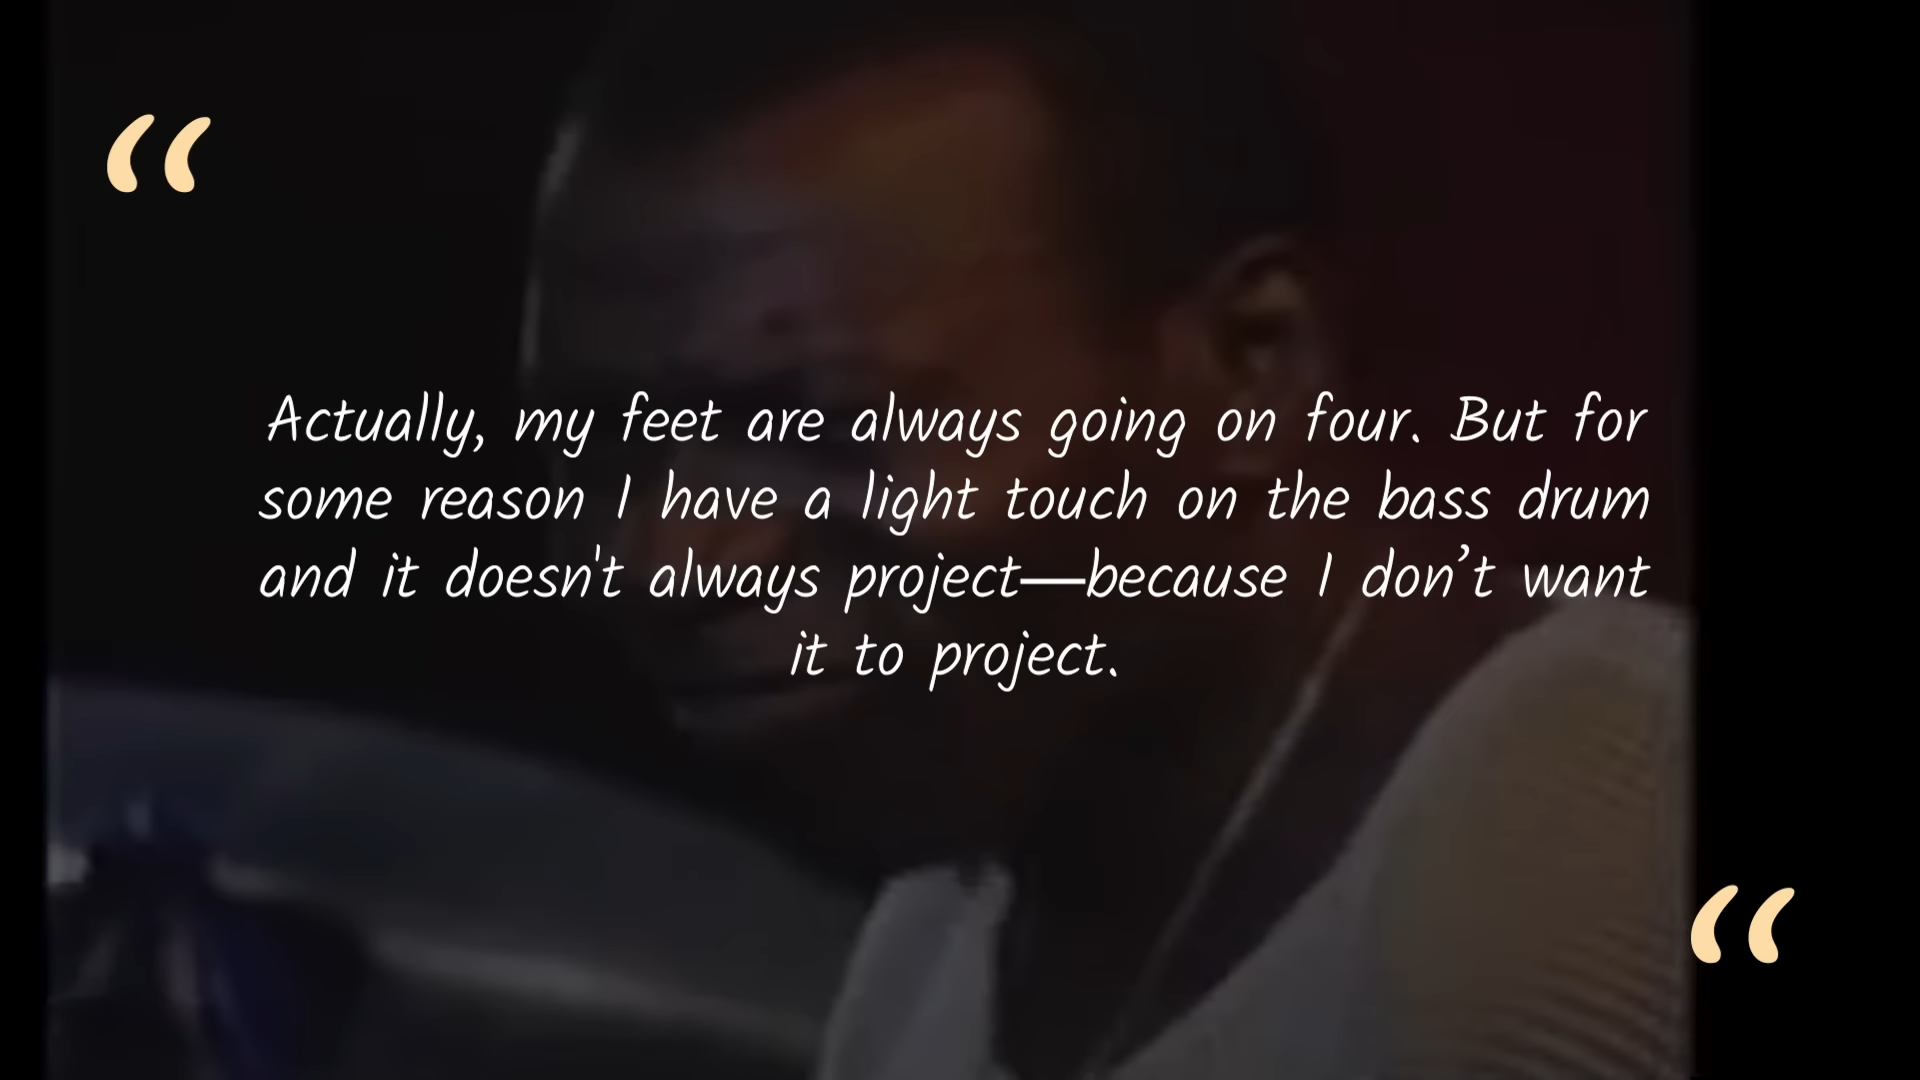 “
Actually, my feet are always going on four. But for
some reason I have a light touch on the bass drum
and it doesn't always project—because I don’t want
it to project.
“